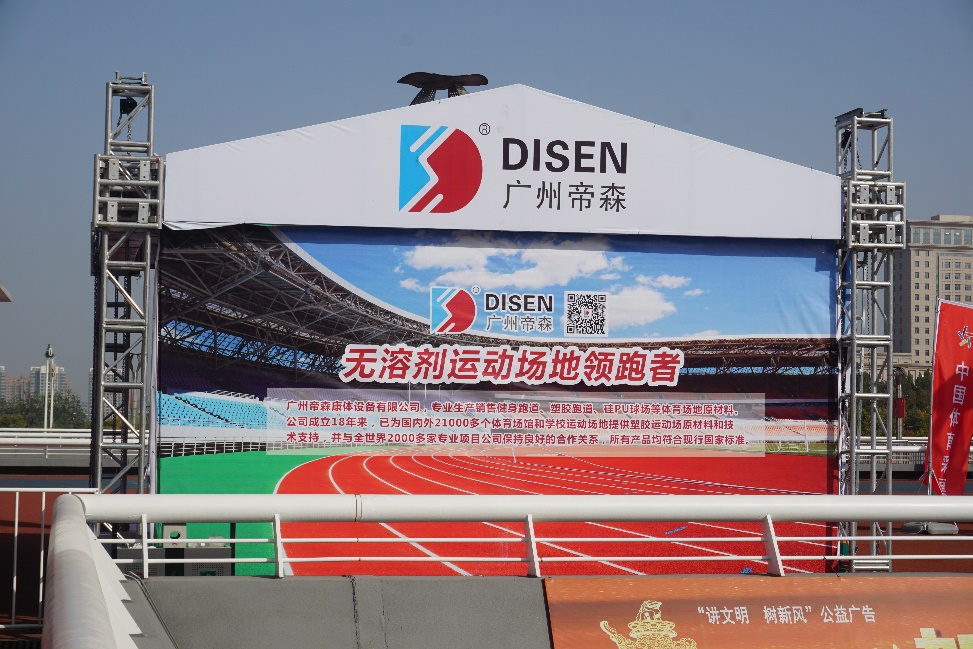 ®
DISEN
广州帝森
DISEN
广州帝森
无溶剂运动场地领跑者
广州帝森康体设备有限公司，专业生产销售健身跑道、塑胶跑道、硅PU球场等体育场地原材料。
公司成立18年来，已为国内外21000多个体育场馆和学校运动场地提供塑胶运动场原材料和技
术支持，并与全世界2000多家专业项目公司保持良好的合作关系，所有产品均符合现行国家标准。
中国体育
“讲文明 树新风”公益广告